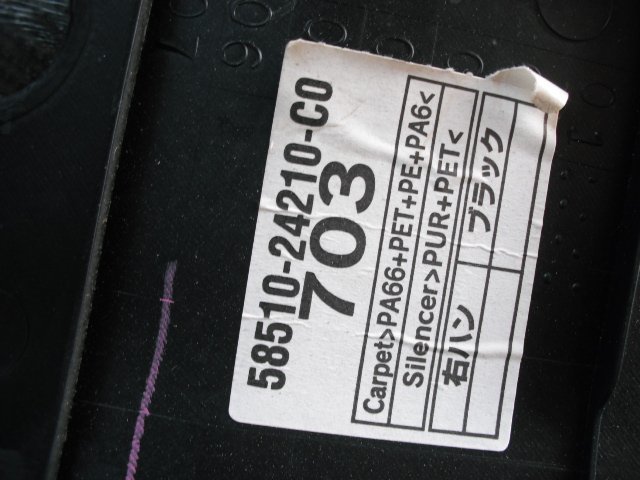 58510-24210-C0
703
Carpet>PA66+PET+PE+PA6<
Silencer>PUR+PET<
右ハン ブラック